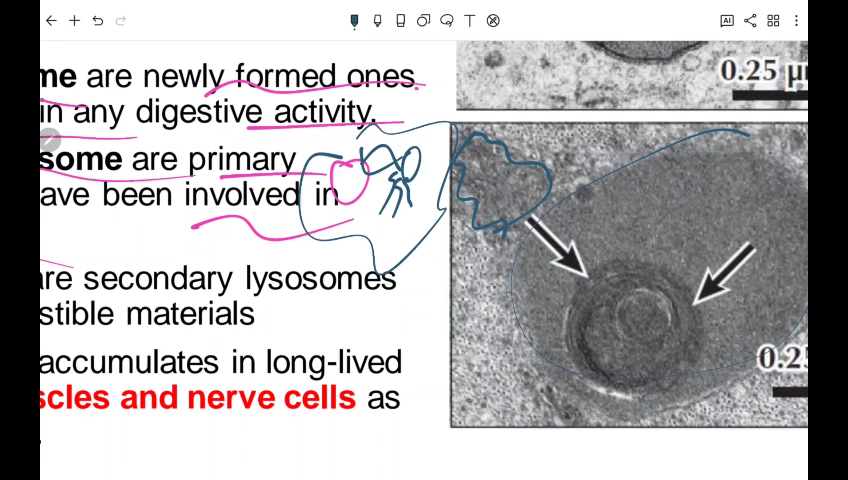 AI
T
me are newly formed ones.
in any digestive activity.
some are primary
ave been involved in
are secondary lysosomes
stible materials
accumulates in long-lived
scles and nerve cells as
.
0.25 µ
0.2